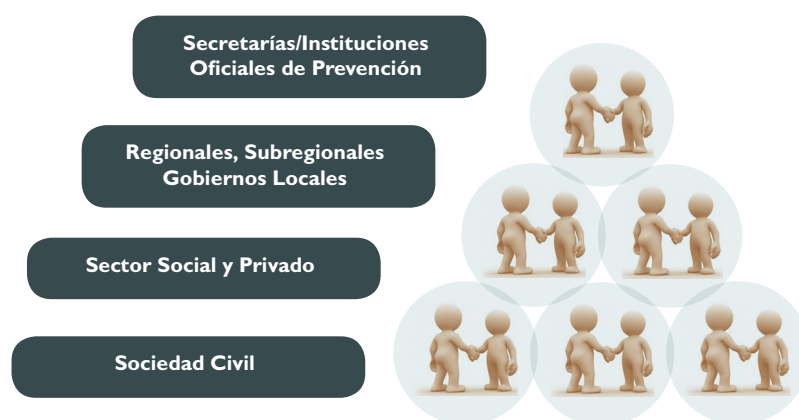 Secretarías/Instituciones
Oficiales de Prevención
Regionales, Subregionales
Gobiernos Locales
Sector Social y Privado
Sociedad Civil